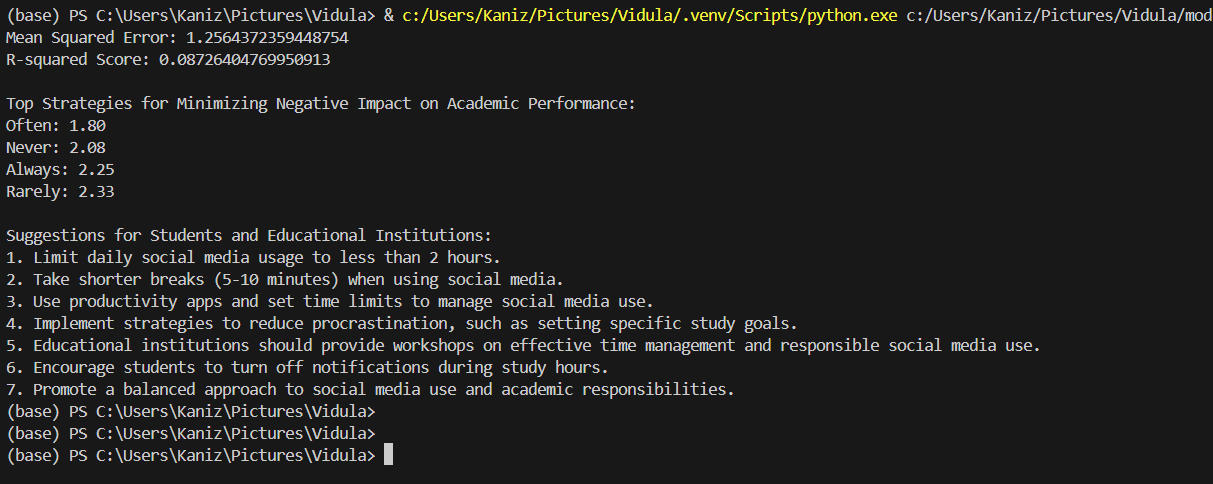 (base) PS C:\Users\Kaniz\Pictures\Vidula> & c:/Users/Kaniz/Pictures/Vidula/.venv/Scripts/python.exe c:/Users/Kaniz/Pictures/Vidula/mod
Mean Squared Error: 1.2564372359448754
R-squared Score: 0.08726404769950913
Top Strategies for Minimizing Negative Impact on Academic Performance:
Often: 1.80
Never: 2.08
Always: 2.25
Rarely: 2.33
Suggestions for Students and Educational Institutions:
1. Limit daily social media usage to less than 2 hours.
2. Take shorter breaks (5-10 minutes) when using social media.
3. Use productivity apps and set time limits to manage social media use.
4. Implement strategies to reduce procrastination, such as setting specific study goals.
5. Educational institutions should provide workshops on effective time management and responsible social media use.
6. Encourage students to turn off notifications during study hours.
7. Promote a balanced approach to social media use and academic responsibilities.
(base) PS C:\Users\Kaniz\Pictures\Vidula>
(base) PS C:\Users\Kaniz\Pictures\Vidula>
(base) PS C:\Users\Kaniz\Pictures\Vidula>